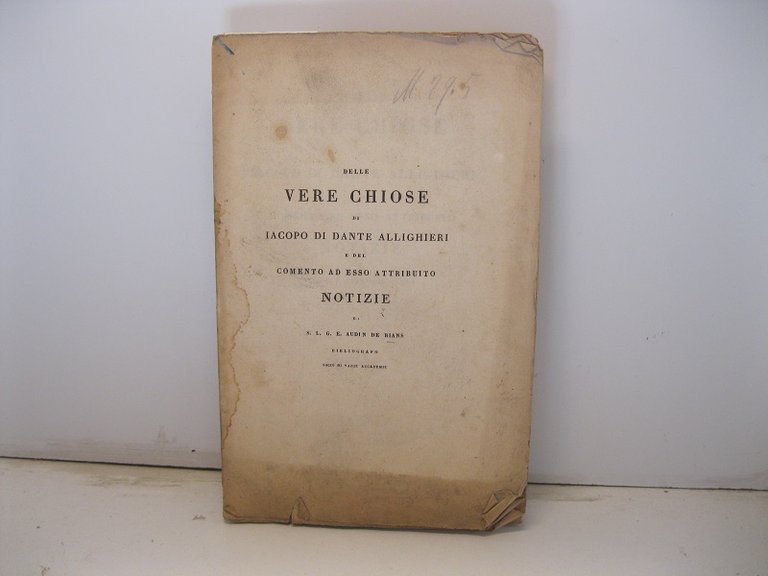 M 29.5
DELLE
VERE CHIOSE
DI
IACOPO DI DANTE ALLIGHIERI
E DEL
COMENTO AD ESSO ATTRIBUITO
NOTIZIE
DI
S. L. G. E. AUDIN DE RIANS
BIBLIOGRAFO
SOCIO DI VARIE ACCADEMIE